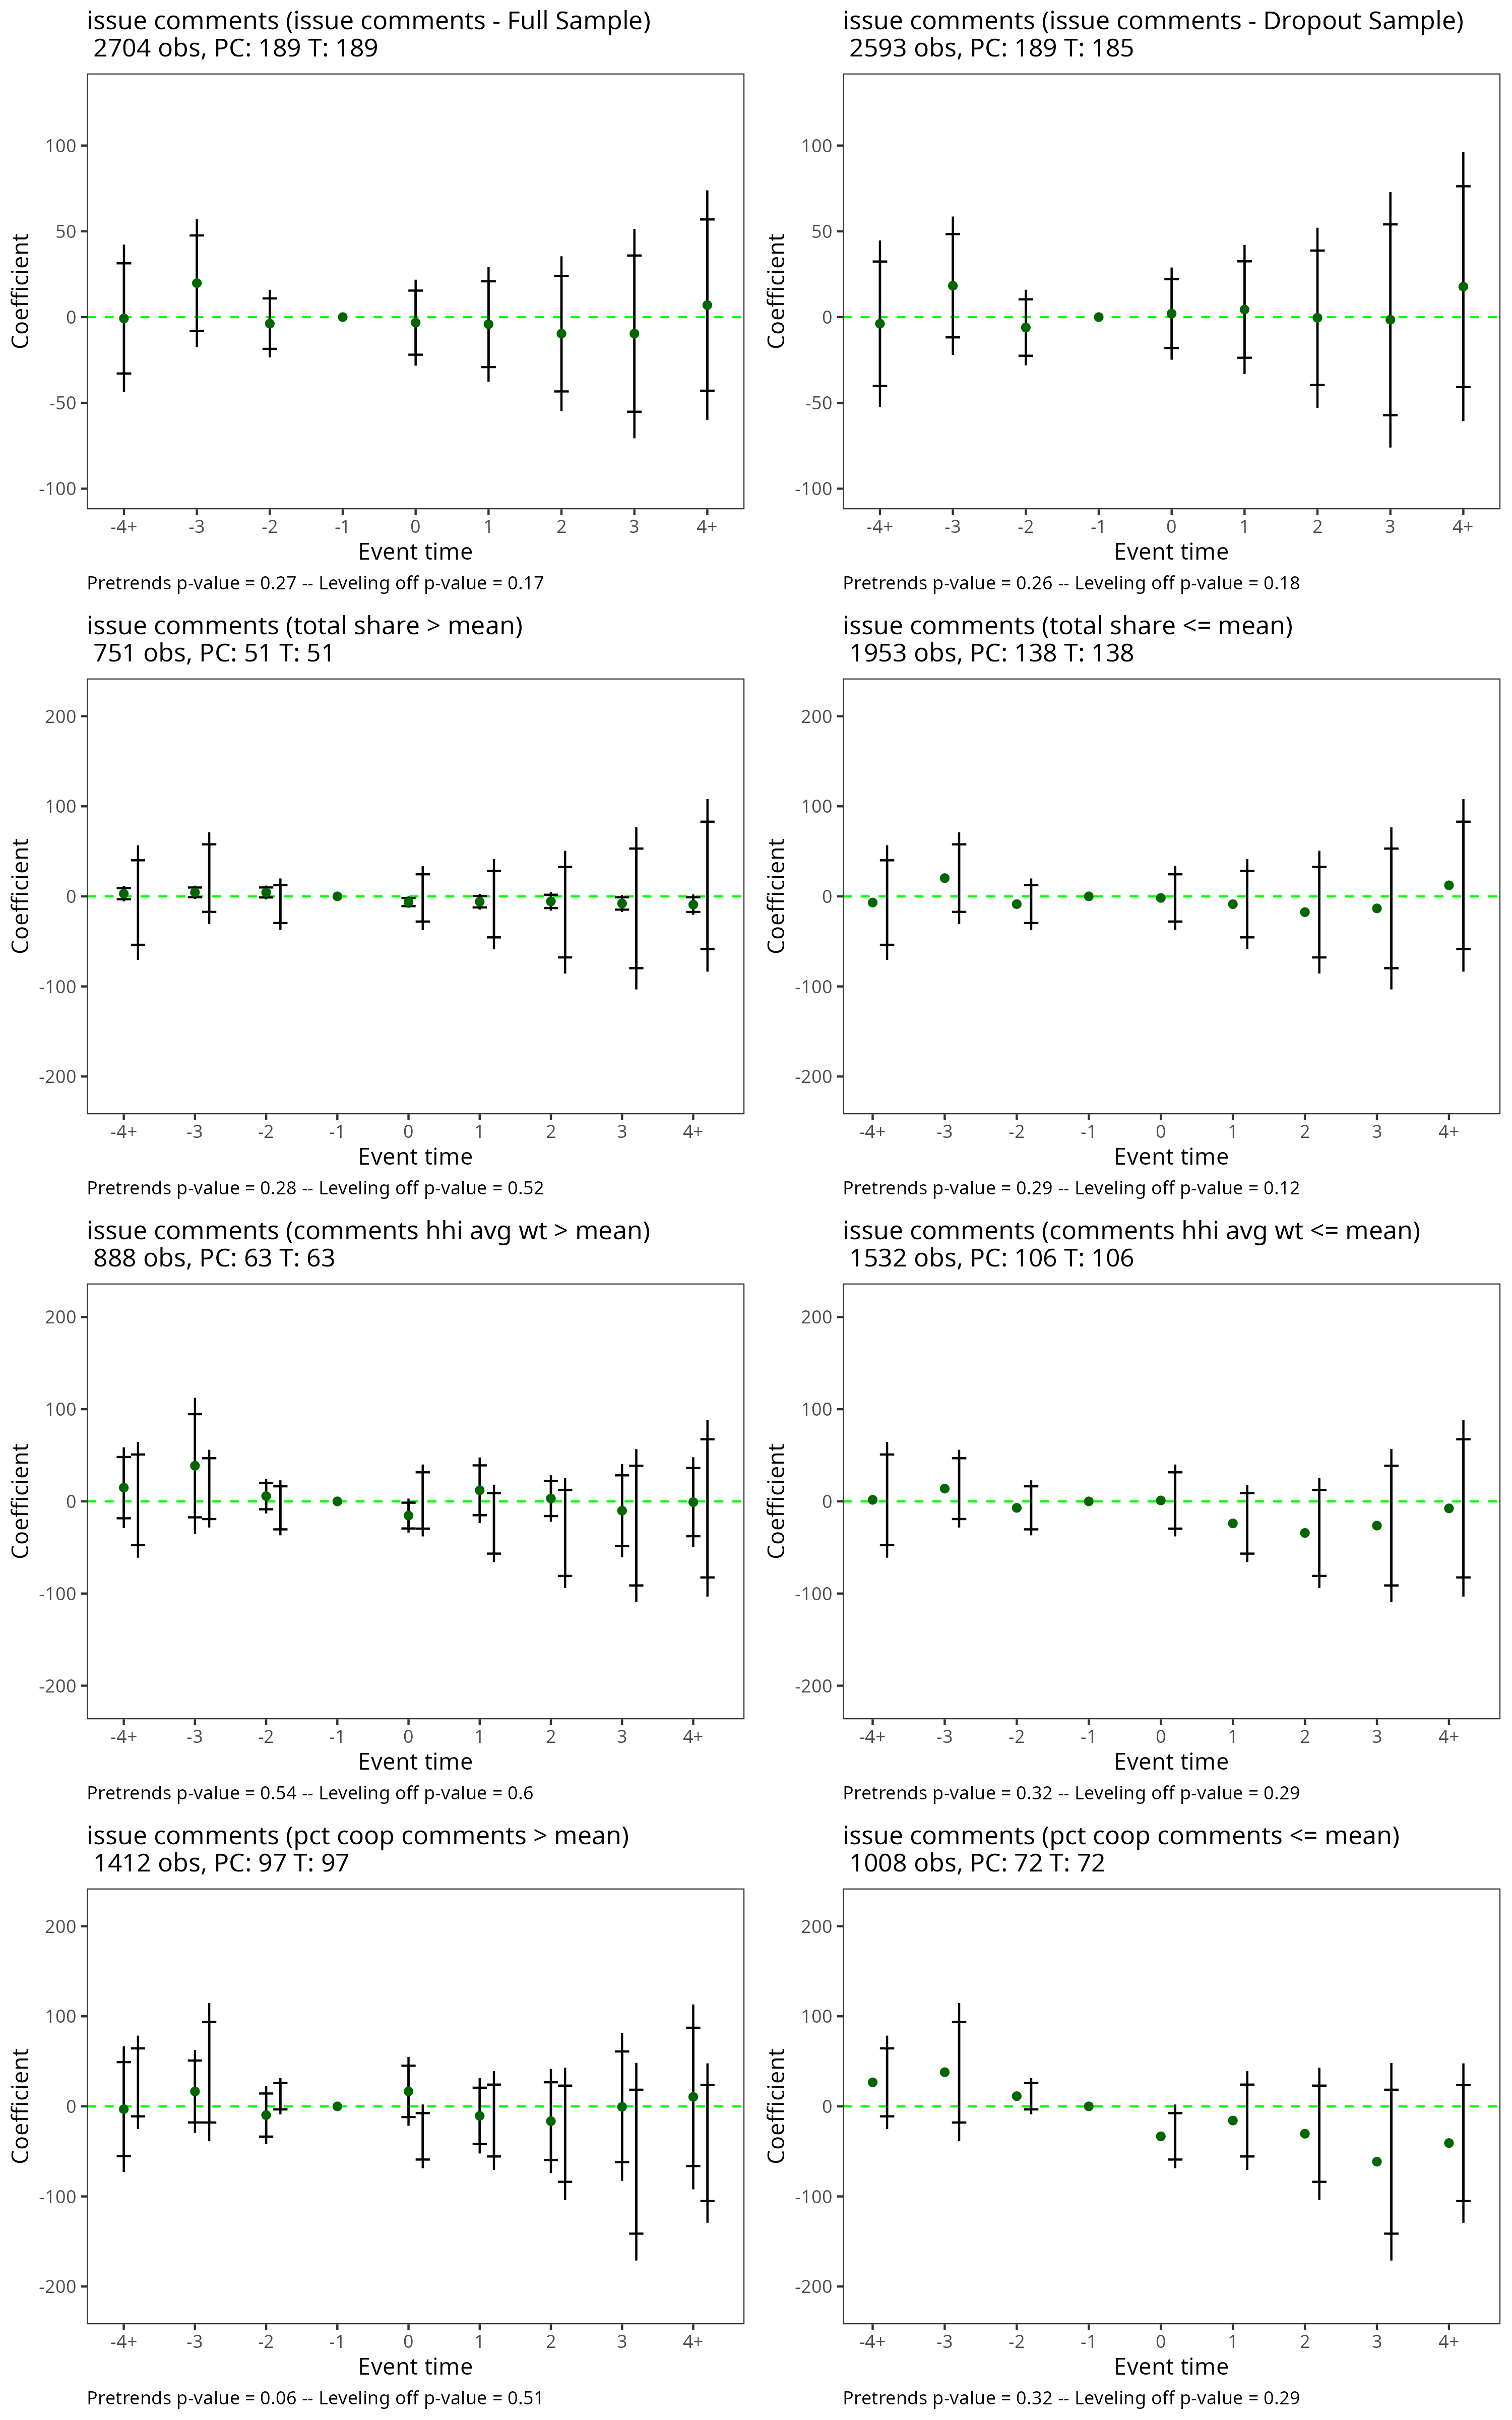 issue comments (issue comments - Full Sample)
2704 obs, PC: 189 T: 189
100
50
0
-50
-100
Coefficient
-4+ -3 -2 -1 0 1 2 3 4+
Event time
Pretrends p-value = 0.27 -- Leveling off p-value = 0.17
issue comments (issue comments - Dropout Sample)
2593 obs, PC: 189 T: 185
100
50
0
-50
-100
Coefficient
-4+ -3 -2 -1 0 1 2 3 4+
Event time
Pretrends p-value = 0.26 -- Leveling off p-value = 0.18
issue comments (total share > mean)
751 obs, PC: 51 T: 51
200
100
0
-100
-200
Coefficient
-4+ -3 -2 -1 0 1 2 3 4+
Event time
Pretrends p-value = 0.28 -- Leveling off p-value = 0.52
issue comments (total share <= mean)
1953 obs, PC: 138 T: 138
200
100
0
-100
-200
Coefficient
-4+ -3 -2 -1 0 1 2 3 4+
Event time
Pretrends p-value = 0.29 -- Leveling off p-value = 0.12
issue comments (comments hhi avg wt > mean)
888 obs, PC: 63 T: 63
200
100
0
-100
-200
Coefficient
-4+ -3 -2 -1 0 1 2 3 4+
Event time
Pretrends p-value = 0.54 -- Leveling off p-value = 0.6
issue comments (comments hhi avg wt <= mean)
1532 obs, PC: 106 T: 106
200
100
0
-100
-200
Coefficient
-4+ -3 -2 -1 0 1 2 3 4+
Event time
Pretrends p-value = 0.32 -- Leveling off p-value = 0.29
issue comments (pct coop comments > mean)
1412 obs, PC: 97 T: 97
200
100
0
-100
-200
Coefficient
-4+ -3 -2 -1 0 1 2 3 4+
Event time
Pretrends p-value = 0.06 -- Leveling off p-value = 0.51
issue comments (pct coop comments <= mean)
1008 obs, PC: 72 T: 72
200
100
0
-100
-200
Coefficient
-4+ -3 -2 -1 0 1 2 3 4+
Event time
Pretrends p-value = 0.32 -- Leveling off p-value = 0.29